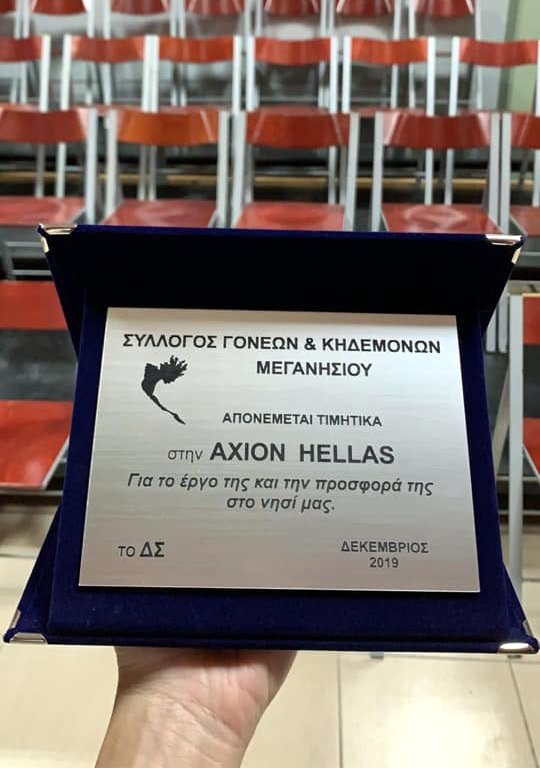 ΣΥΛΛΟΓΟΣ ΓΟΝΕΩΝ & ΚΗΔΕΜΟΝΩΝ
ΜΕΓΑΝΗΣΙΟΥ
ΑΠΟΝΕΜΕΤΑΙ ΤΙΜΗΤΙΚΑ
στην AXION HELLAS
Για το έργο της και την προσφορά της
στο νησί μας.
ΤΟ ΔΣ
ΔΕΚΕΜΒΡΙΟΣ
2019